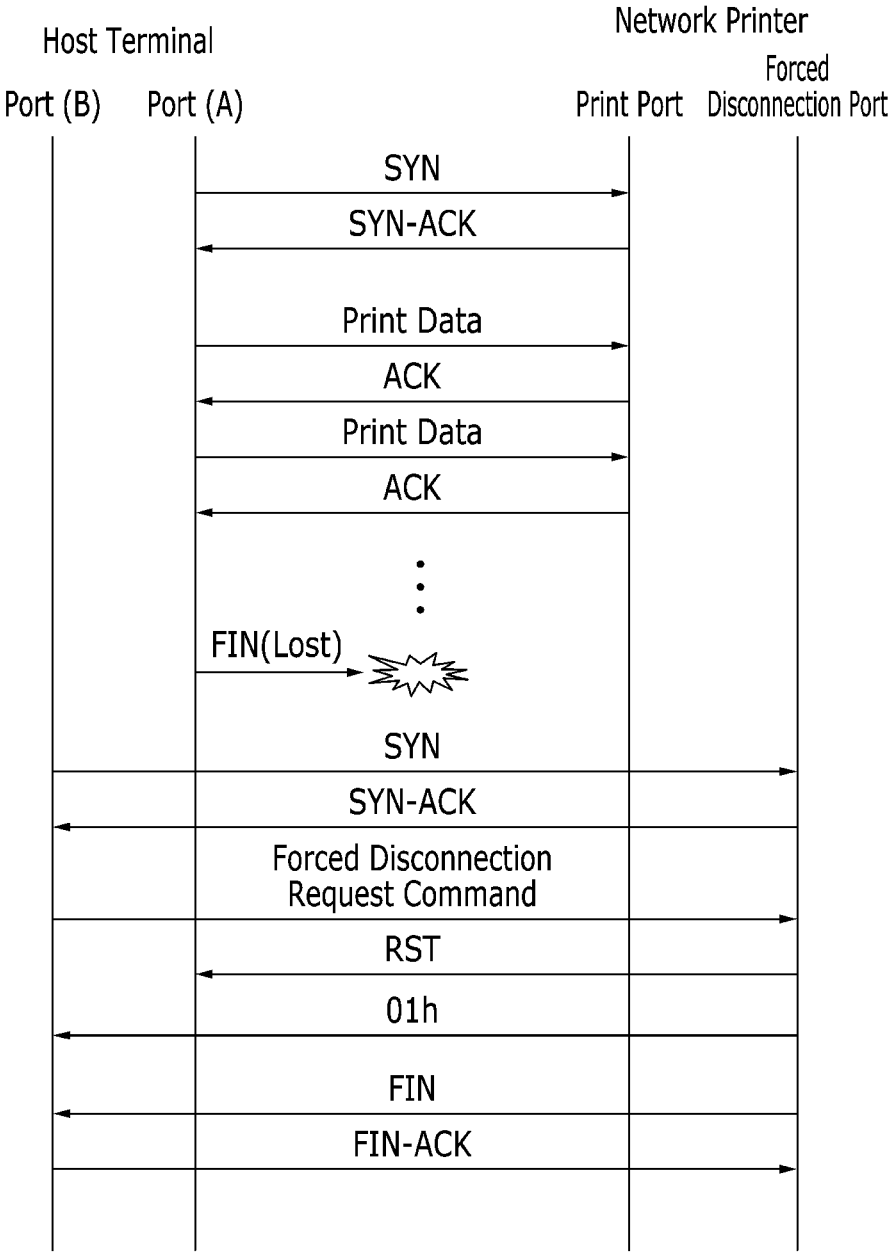 Host Terminal
Network Printer
Port (B)
Port (A)
Print Port
Forced
Disconnection Port
SYN
SYN-ACK
Print Data
ACK
Print Data
ACK
FIN(Lost)
SYN
SYN-ACK
Forced Disconnection
Request Command
RST
01h
FIN
FIN-ACK